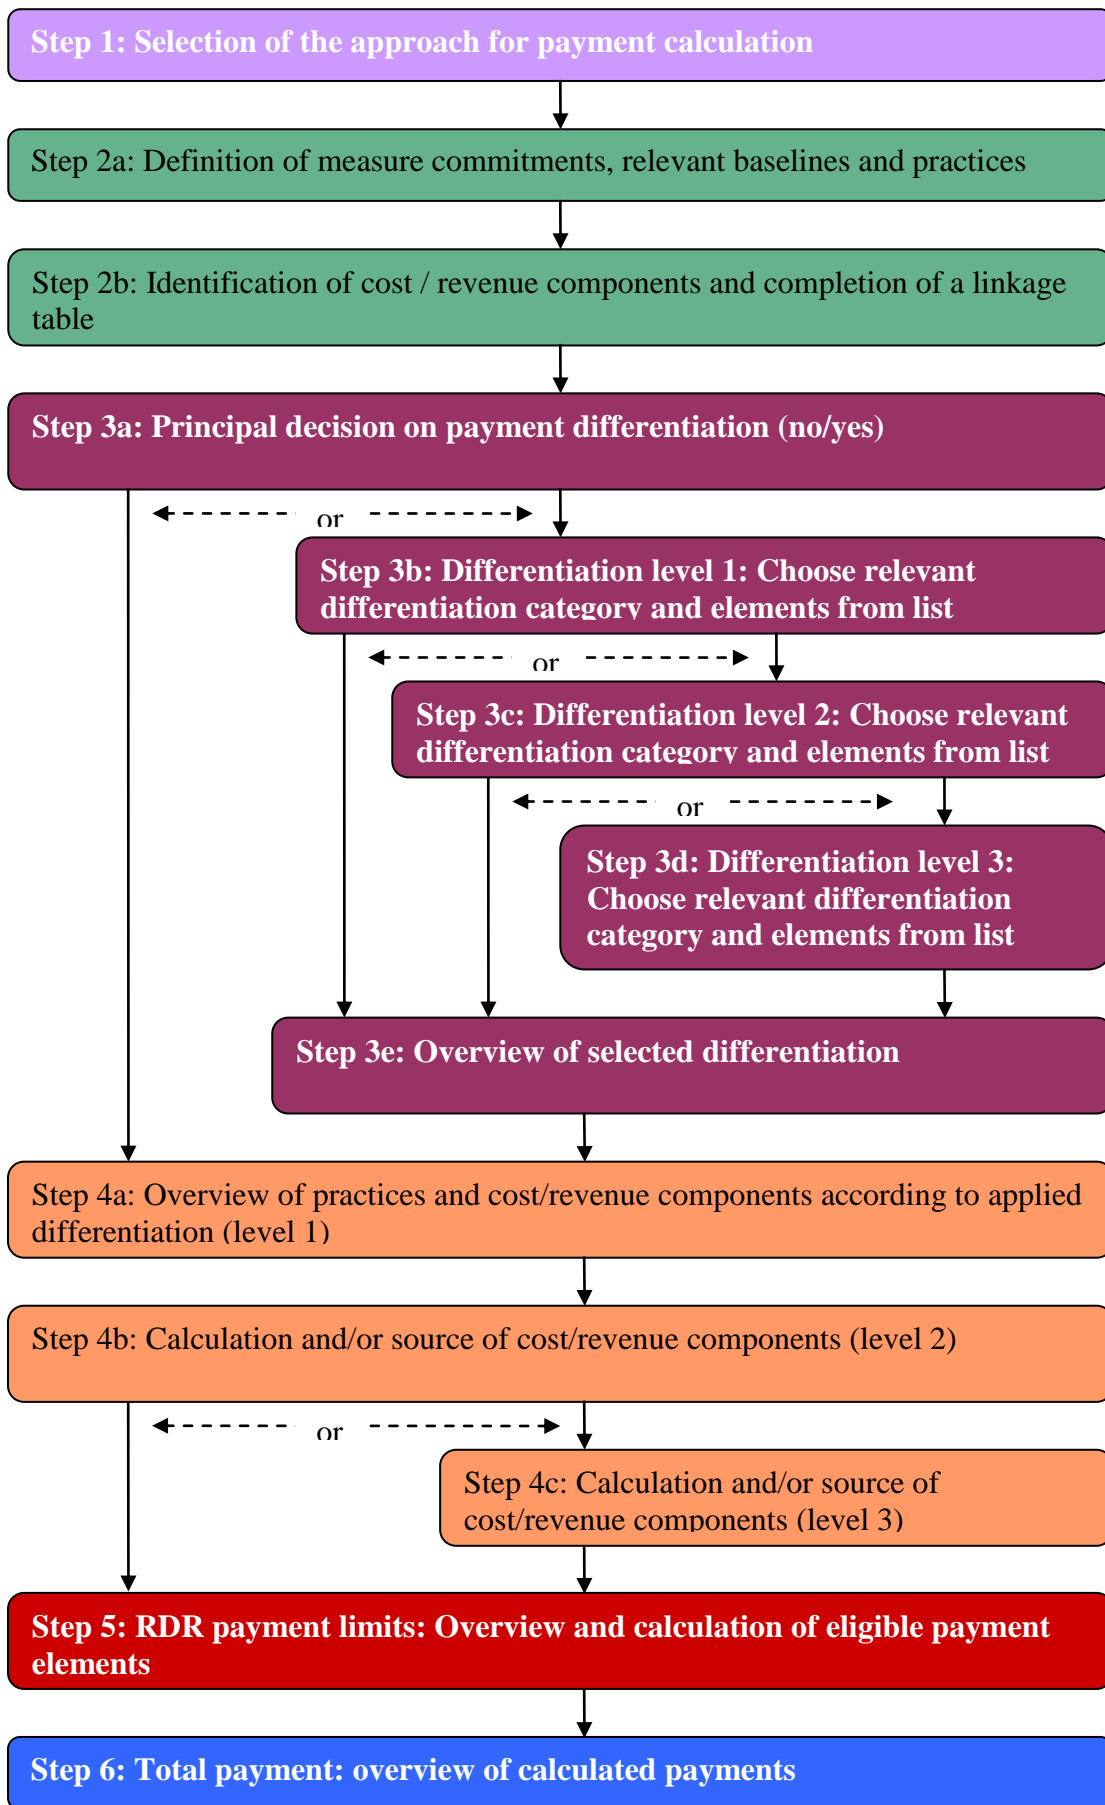 Step 1: Selection of the approach for payment calculation
Step 2a: Definition of measure commitments, relevant baselines and practices
Step 2b: Identification of cost / revenue components and completion of a linkage
table
Step 3a: Principal decision on payment differentiation (no/yes)
or
Step 3b: Differentiation level 1: Choose relevant
differentiation category and elements from list
or
Step 3c: Differentiation level 2: Choose relevant
differentiation category and elements from list
or
Step 3d: Differentiation level 3:
Choose relevant differentiation
category and elements from list
Step 3e: Overview of selected differentiation
Step 4a: Overview of practices and cost/revenue components according to applied
differentiation (level 1)
Step 4b: Calculation and/or source of cost/revenue components (level 2)
or
Step 4c: Calculation and/or source of
cost/revenue components (level 3)
Step 5: RDR payment limits: Overview and calculation of eligible payment
elements
Step 6: Total payment: overview of calculated payments